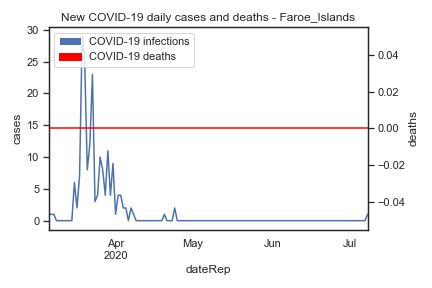 New COVID-19 daily cases and deaths - Faroe_Islands
COVID-19 infections
COVID-19 deaths
30
25
20
15
10
5
0
cases
0.04
0.02
0.00
−0.02
−0.04
deaths
Apr
2020
May
Jun
Jul
dateRep